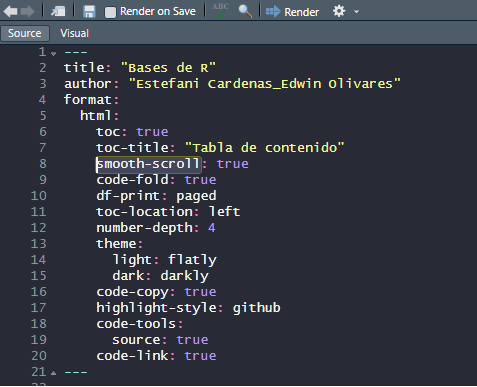 Render on Save ABC Render
Source Visual
1 ---
2 title: "Bases de R"
3 author: "Estefani Cardenas_Edwin Olivares"
4 format:
5 html:
6 toc: true
7 toc-title: "Tabla de contenido"
8 smooth-scroll: true
9 code-fold: true
10 df-print: paged
11 toc-location: left
12 number-depth: 4
13 theme:
14 light: flatly
15 dark: darkly
16 code-copy: true
17 highlight-style: github
18 code-tools:
19 source: true
20 code-link: true
21 ---